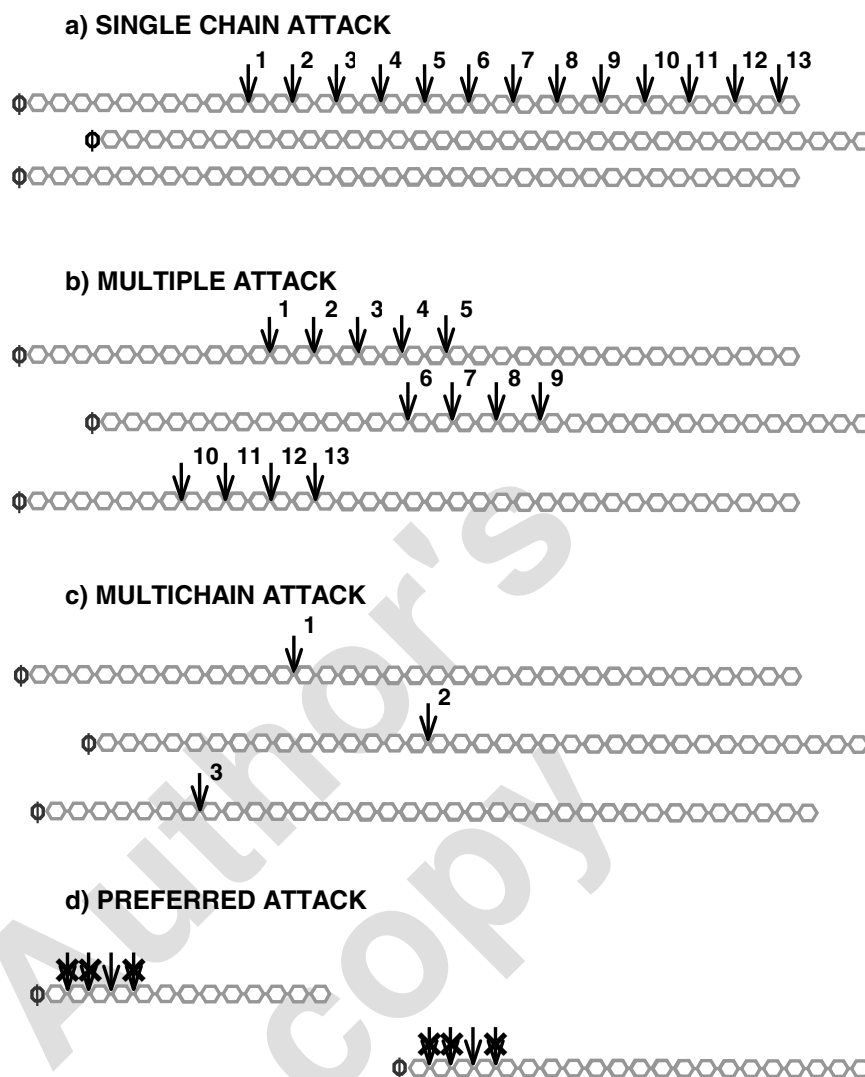 a) SINGLE CHAIN ATTACK
1 2 3 4 5 6 7 8 9 10 11 12 13
b) MULTIPLE ATTACK
1 2 3 4 5
6 7 8 9
10 11 12 13
c) MULTICHAIN ATTACK
1
2
3
d) PREFERRED ATTACK
Author's
copy